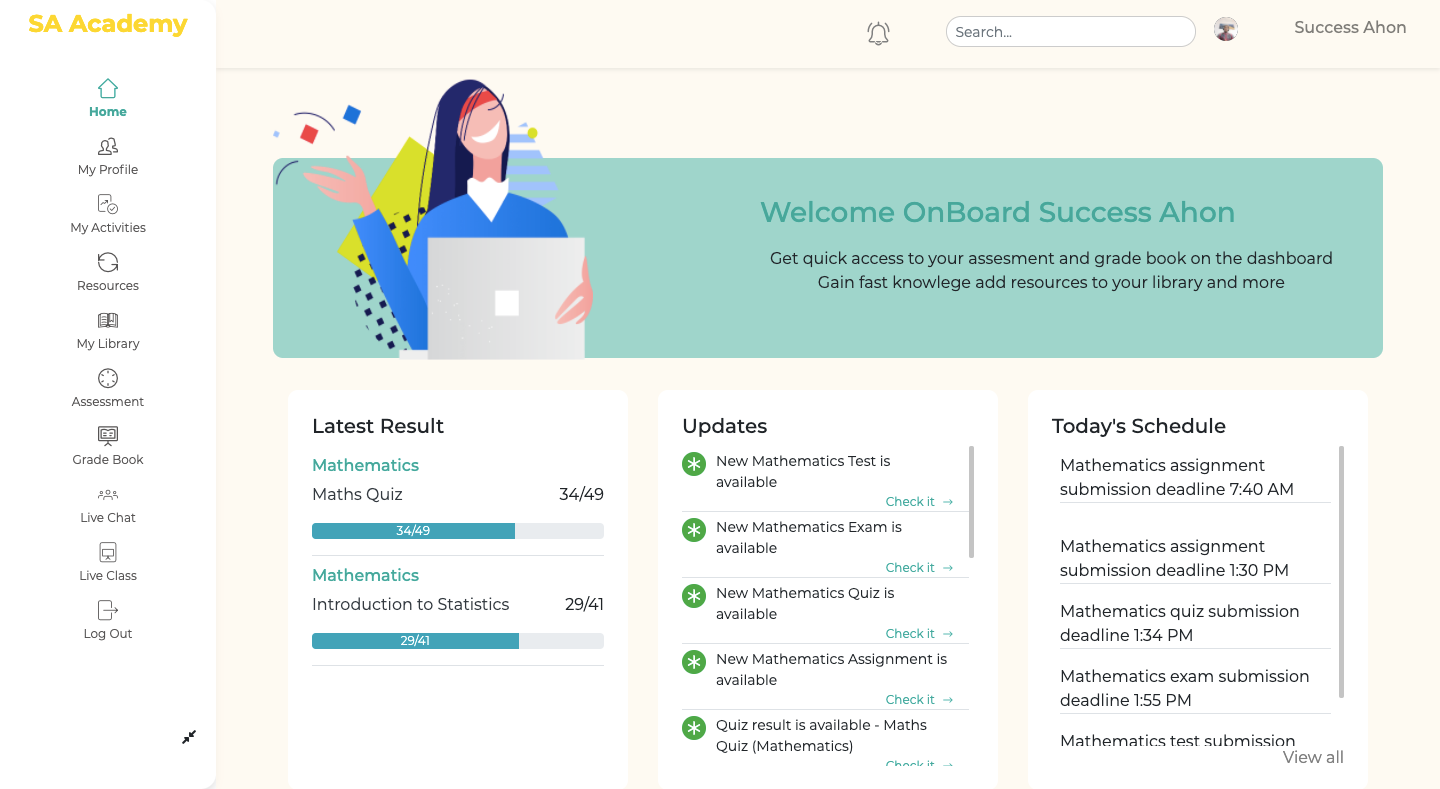 SA Academy
Search...
Success Ahon
Home
My Profile
My Activities
Resources
My Library
Assessment
Grade Book
Live Chat
Live Class
Log Out
Welcome OnBoard Success Ahon
Get quick access to your assesment and grade book on the dashboard
Gain fast knowlege add resources to your library and more
Latest Result
Mathematics
Maths Quiz 34/49
34/49
Mathematics
Introduction to Statistics 29/41
29/41
Updates
New Mathematics Test is
available
Check it →
New Mathematics Exam is
available
Check it →
New Mathematics Quiz is
available
Check it →
New Mathematics Assignment is
available
Check it →
Quiz result is available - Maths
Quiz (Mathematics)
Check it →
Today's Schedule
Mathematics assignment
submission deadline 7:40 AM
Mathematics assignment
submission deadline 1:30 PM
Mathematics quiz submission
deadline 1:34 PM
Mathematics exam submission
deadline 1:55 PM
Mathematics test submission
View all